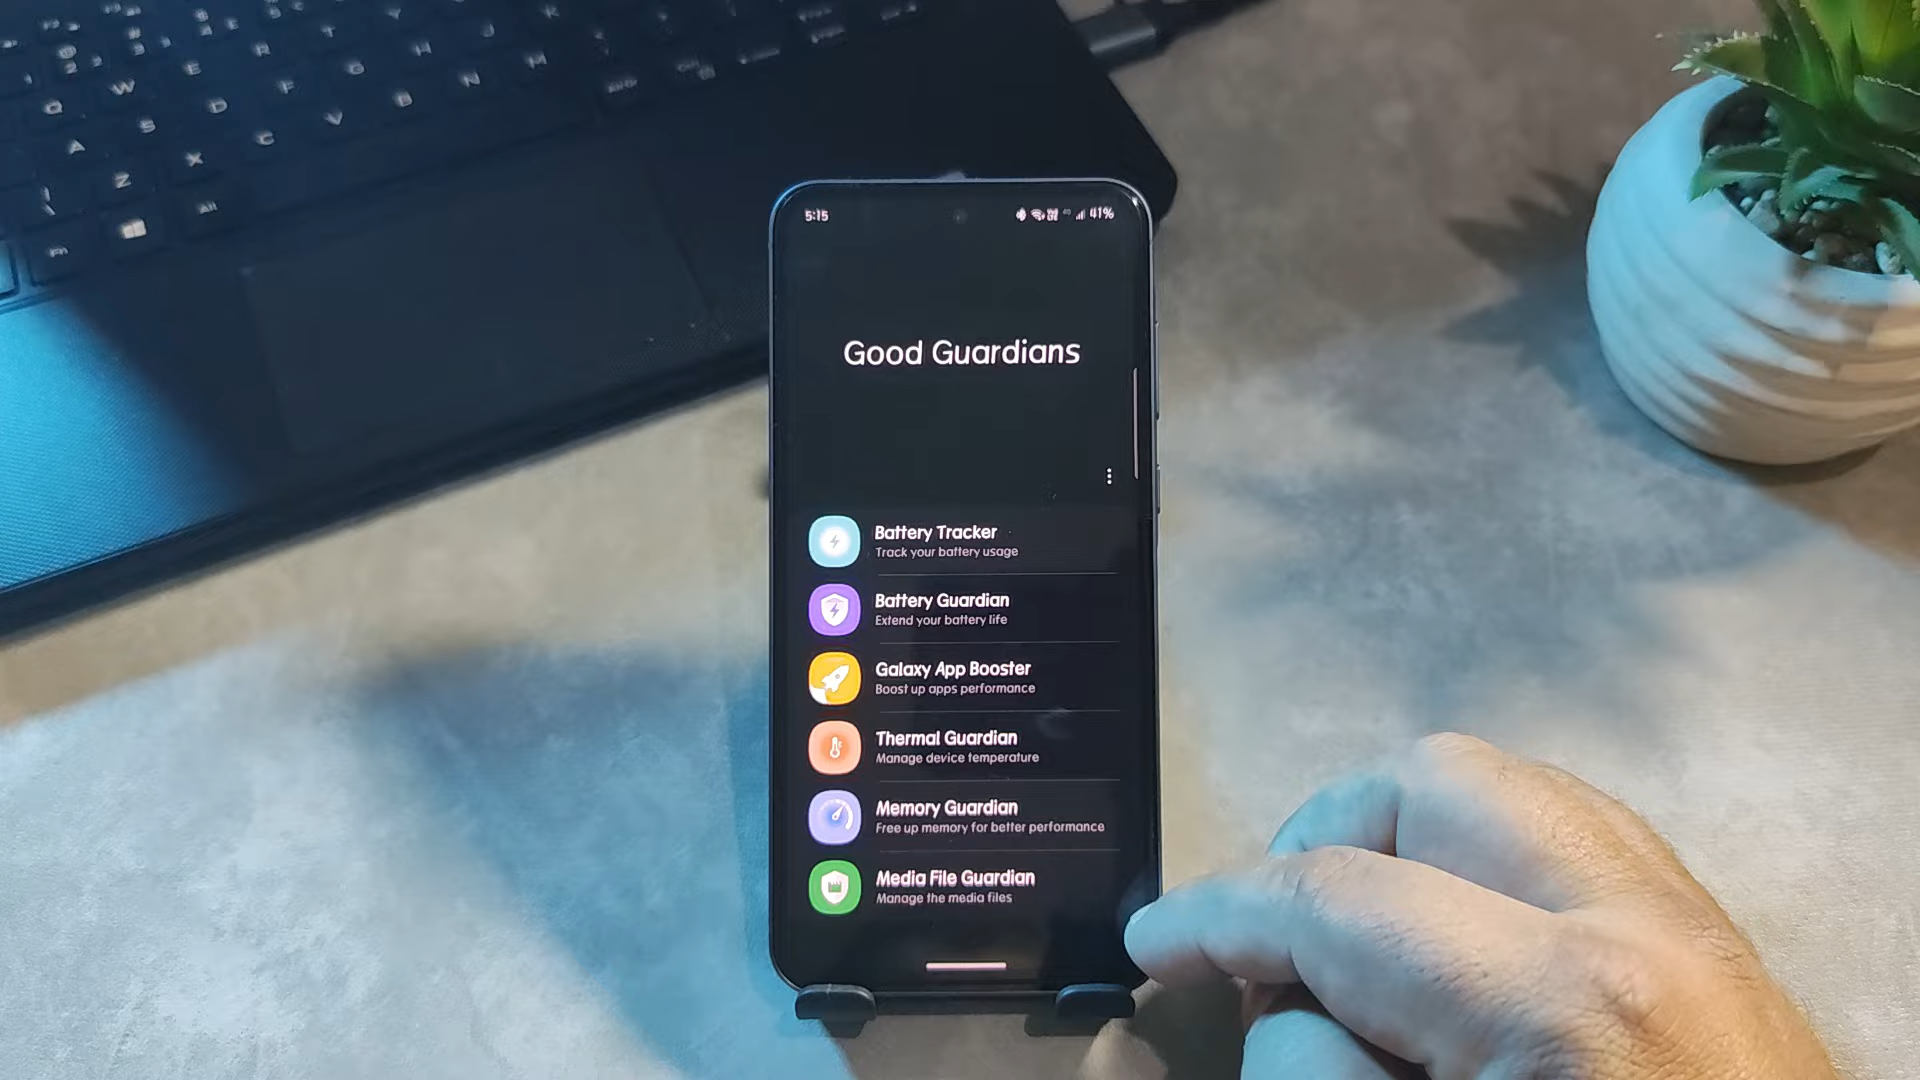 W E R T
Q
D F G H J K
A S
Z X C V B N M
Alt
Fn
5:15
41%
Good Guardians
Battery Tracker
Track your battery usage
Battery Guardian
Extend your battery life
Galaxy App Booster
Boost up apps performance
Thermal Guardian
Manage device temperature
Memory Guardian
Free up memory for better performance
Media File Guardian
Manage the media files